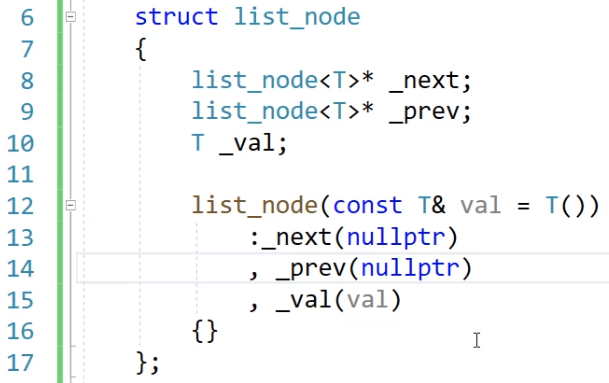 6 struct list_node
7 {
8 list_node<T>* _next;
9 list_node<T>* _prev;
10 T _val;
11
12 list_node(const T& val = T())
13 :_next(nullptr)
14 , _prev(nullptr)
15 , _val(val)
16 {}
17 };